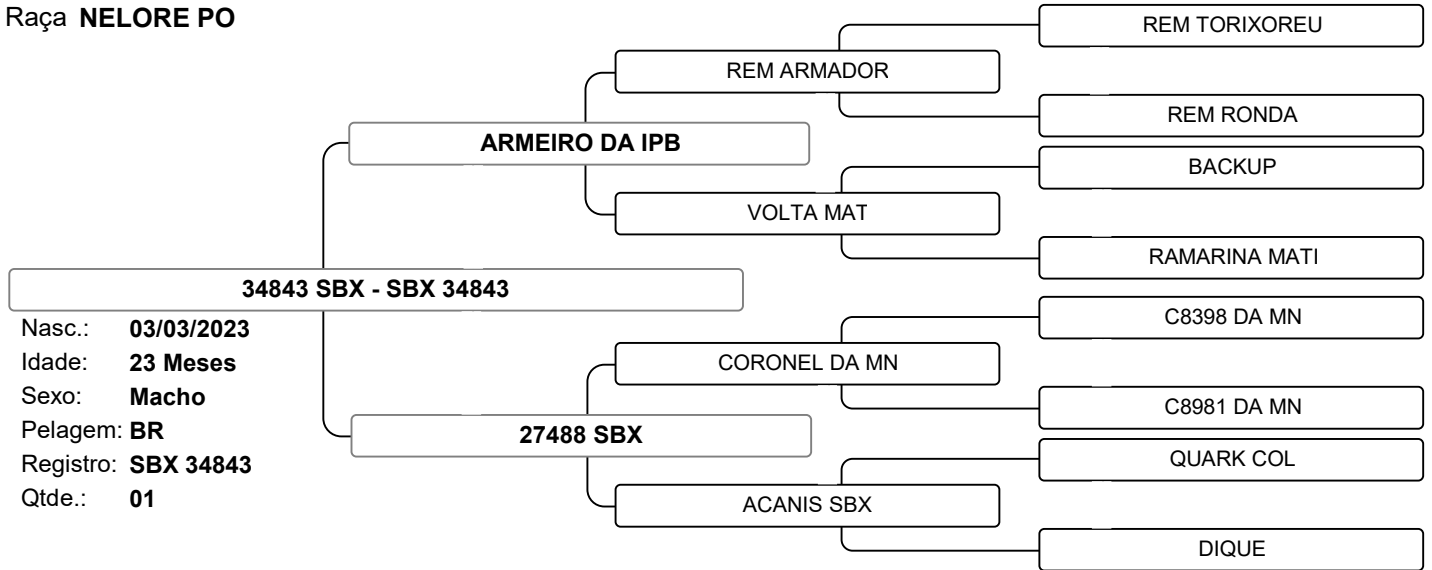 Raça NELORE PO
REM TORIXOREU
REM ARMADOR
REM RONDA
ARMEIRO DA IPB
BACKUP
VOLTA MAT
RAMARINA MATI
34843 SBX - SBX 34843
C8398 DA MN
Nasc.: 03/03/2023
Idade: 23 Meses
CORONEL DA MN
Sexo: Macho
C8981 DA MN
Pelagem: BR
27488 SBX
QUARK COL
Registro: SBX 34843
Qtde.: 01
ACANIS SBX
DIQUE